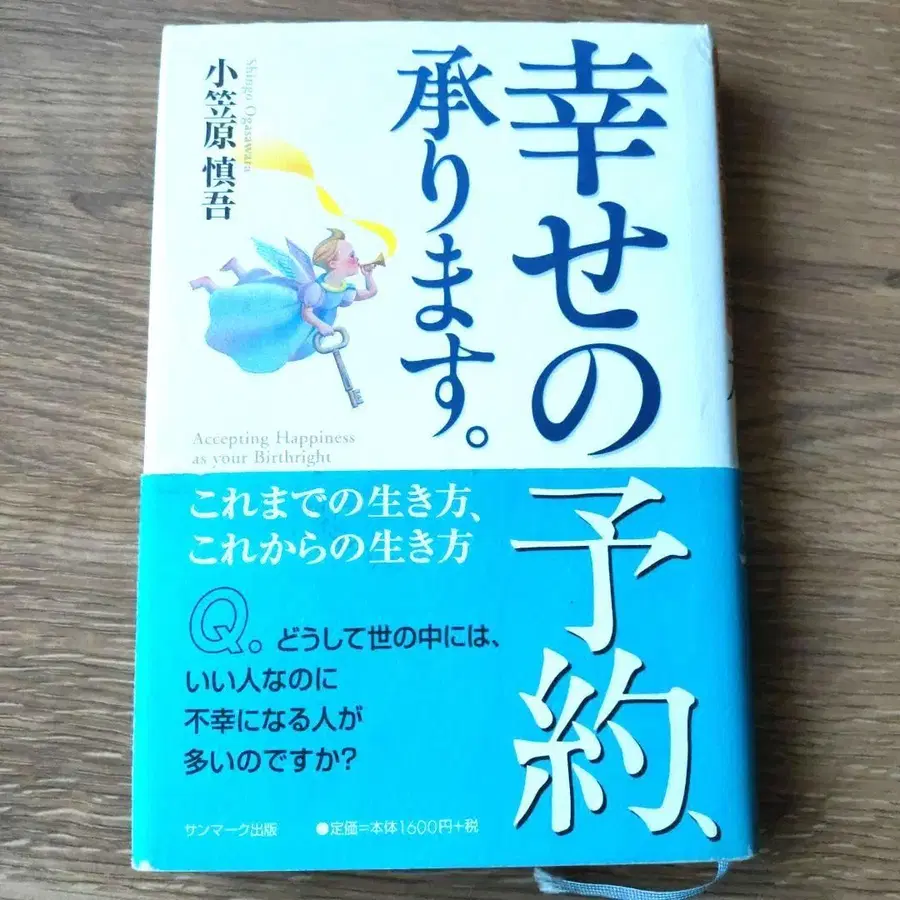 幸せの予約、
承ります。
小笠原 慎吾
Shingo Ogasawara
Accepting Happiness
as your Birthright
これまでの生き方、
これからの生き方
Q。どうして世の中には、
いい人なのに
不幸になる人が
多いのですか?
サンマーク出版
●定価=本体1600円+税